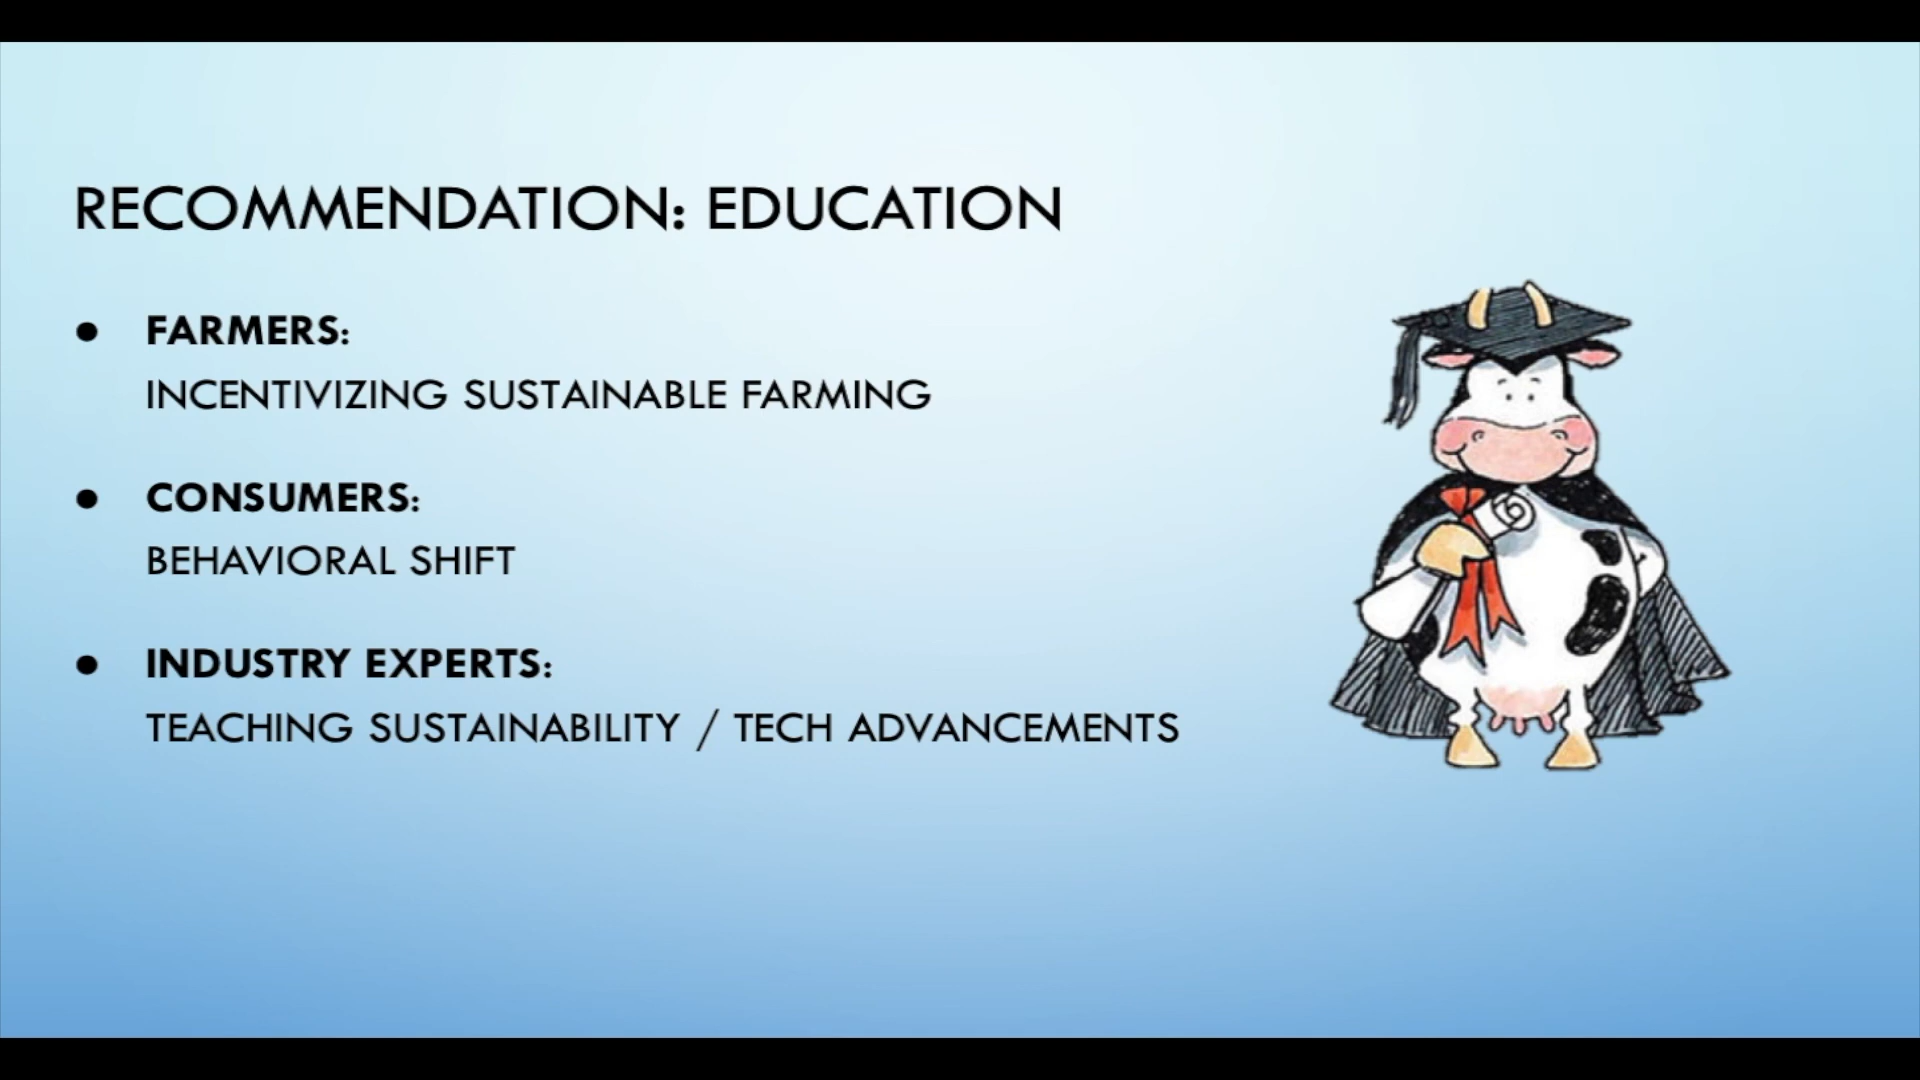 RECOMMENDATION: EDUCATION
● FARMERS:
INCENTIVIZING SUSTAINABLE FARMING
● CONSUMERS:
BEHAVIORAL SHIFT
● INDUSTRY EXPERTS:
TEACHING SUSTAINABILITY / TECH ADVANCEMENTS